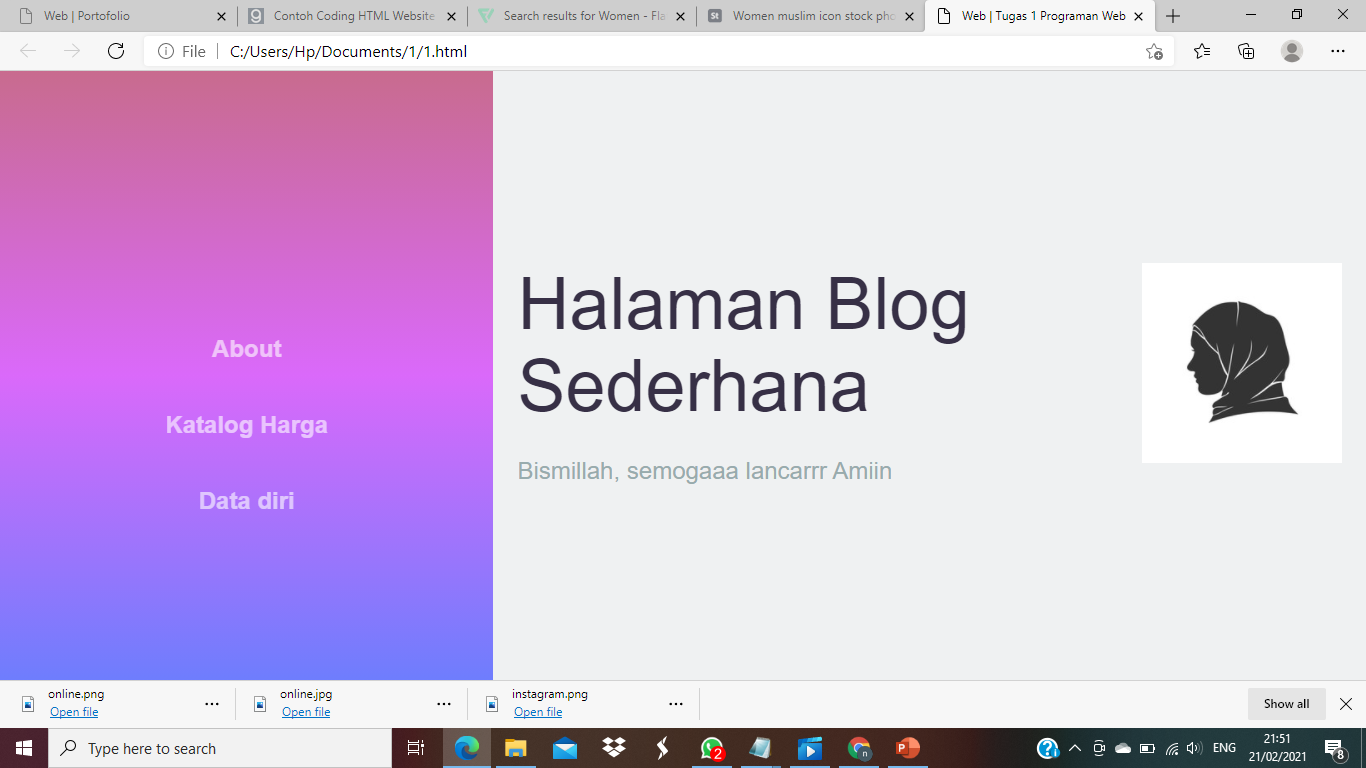 Web | Portofolio
Contoh Coding HTML Website
Search results for Women - Fla
Women muslim icon stock pho
Web | Tugas 1 Programan Web
File
C:/Users/Hp/Documents/1/1.html
About
Katalog Harga
Data diri
Halaman Blog
Sederhana
Bismillah, semogaaa lancarrr Amiin
online.png
Open file
online.jpg
Open file
instagram.png
Open file
Show all
Type here to search
2
ENG
21:51
21/02/2021
8